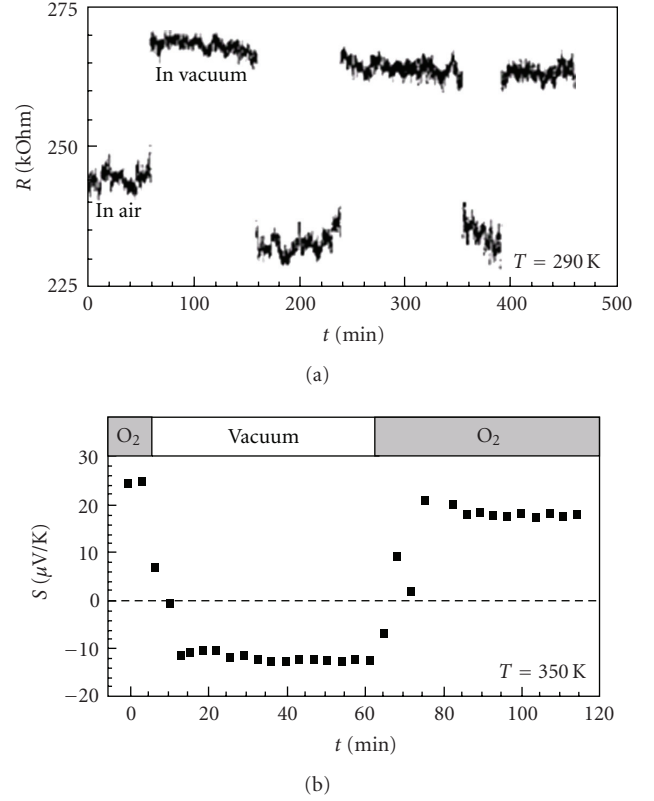 275
250
225
R (kOhm)
In vacuum
In air
T = 290 K
0 100 200 300 400 500
t (min)
(a)
O₂ Vacuum O₂
30
20
10
0
−10
−20
S (μV/K)
T = 350 K
0 20 40 60 80 100 120
t (min)
(b)